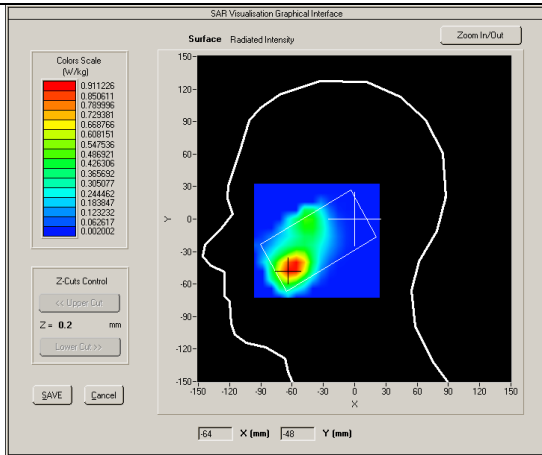 SAR Visualisation Graphical Interface
Surface Radiated Intensity
Zoom In/Out
Colors Scale
(W/kg)
0.911226
0.850611
0.789996
0.729381
0.668766
0.608151
0.547536
0.486921
0.426306
0.365692
0.305077
0.244462
0.183847
0.123232
0.062617
0.002002
Z-Cuts Control
<< Upper Cut
Z = 0.2 mm
Lower Cut >>
SAVE Cancel
150
120
90
60
30
0
-30
-60
-90
-120
-150
Y
-150 -120 -90 -60 -30 0 30 60 90 120 150
X
-64 X (mm) -48 Y (mm)